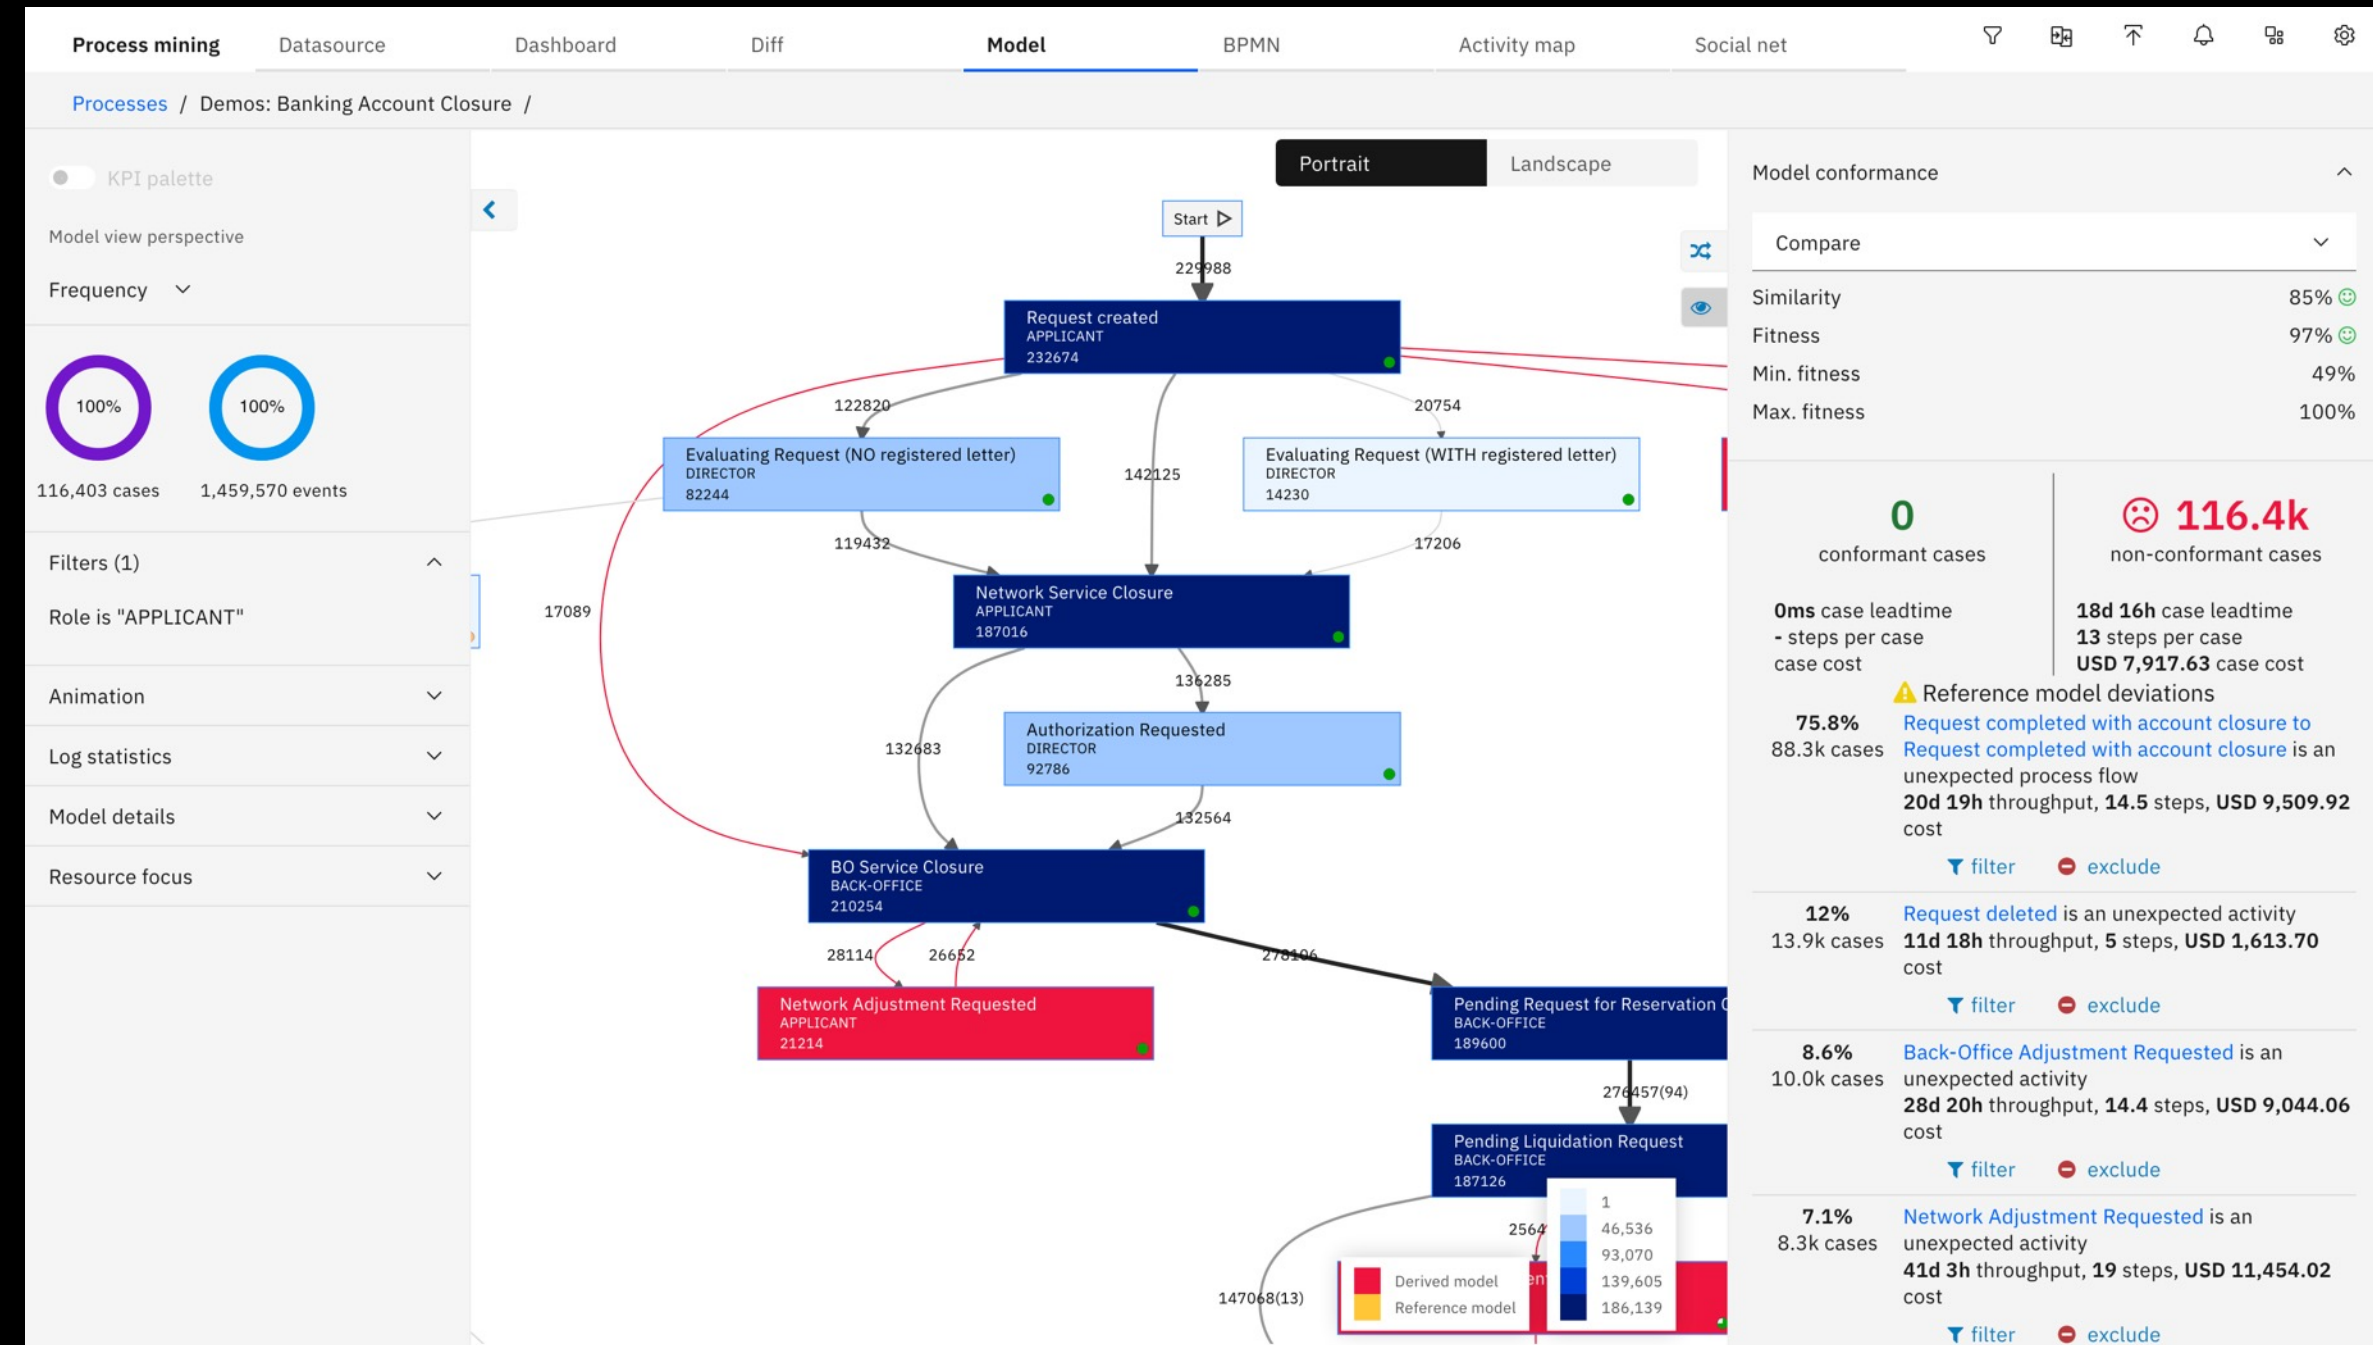 Process mining
Datasource
Dashboard
Diff
Model
BPMN
Activity map
Social net
Processes / Demos: Banking Account Closure /
KPI palette
Model view perspective
Frequency
100%
100%
116,403 cases
1,459,570 events
Filters (1)
Role is "APPLICANT"
Animation
Log statistics
Model details
Resource focus
Portrait
Landscape
Start
229988
Request created
APPLICANT
232674
122820
20754
Evaluating Request (NO registered letter)
DIRECTOR
82244
142125
Evaluating Request (WITH registered letter)
DIRECTOR
14230
119432
17206
17089
Network Service Closure
APPLICANT
187016
136285
132683
Authorization Requested
DIRECTOR
92786
132564
BO Service Closure
BACK-OFFICE
210254
28114
26652
278106
Network Adjustment Requested
APPLICANT
21214
Pending Request for Reservation
BACK-OFFICE
189600
276457(94)
Pending Liquidation Request
BACK-OFFICE
187126
2564
147068(13)
Derived model
Reference model
1
46,536
93,070
139,605
186,139
Model conformance
Compare
Similarity 85%
Fitness 97%
Min. fitness 49%
Max. fitness 100%
0
conformant cases
0ms case leadtime
- steps per case
case cost
116.4k
non-conformant cases
18d 16h case leadtime
13 steps per case
USD 7,917.63 case cost
Reference model deviations
75.8%
88.3k cases
Request completed with account closure to
Request completed with account closure is an
unexpected process flow
20d 19h throughput, 14.5 steps, USD 9,509.92
cost
filter exclude
12%
13.9k cases
Request deleted is an unexpected activity
11d 18h throughput, 5 steps, USD 1,613.70
cost
filter exclude
8.6%
10.0k cases
Back-Office Adjustment Requested is an
unexpected activity
28d 20h throughput, 14.4 steps, USD 9,044.06
cost
filter exclude
7.1%
8.3k cases
Network Adjustment Requested is an
unexpected activity
41d 3h throughput, 19 steps, USD 11,454.02
cost
filter exclude